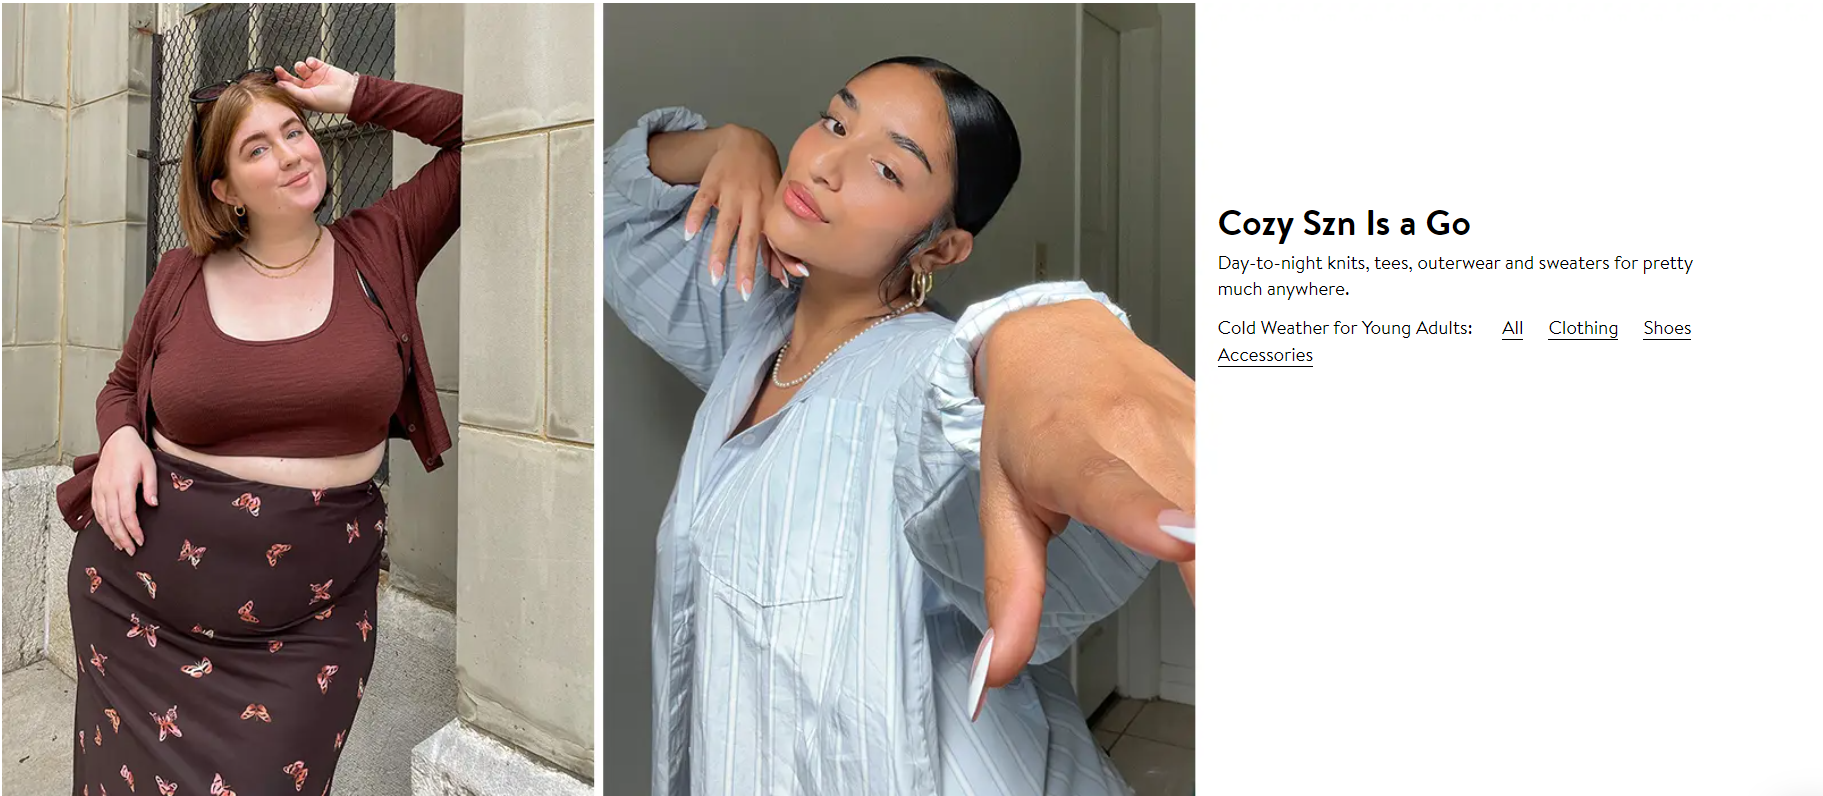 Cozy Szn Is a Go
Day-to-night knits, tees, outerwear and sweaters for pretty
much anywhere.
Cold Weather for Young Adults: All Clothing Shoes
Accessories